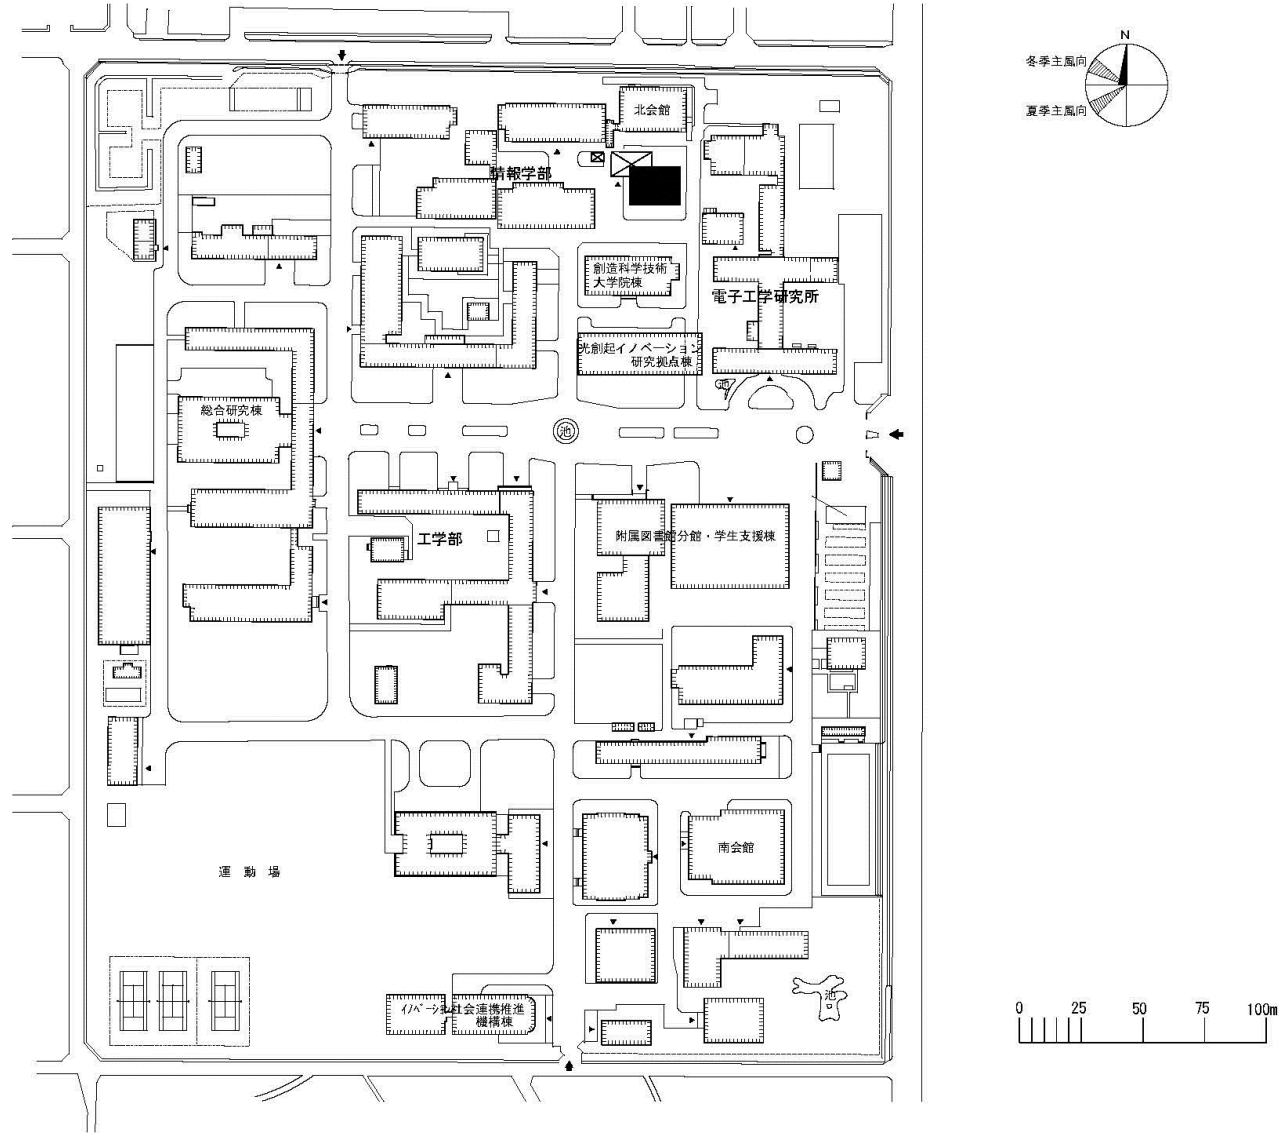 N
冬季主風向
夏季主風向
北会館
情報学部
創造科学技術
大学院棟
電子工学研究所
光創起イノベーション
研究拠点棟
池
総合研究棟
池
工学部
附属図書館分館・学生支援棟
南会館
運動場
池
イノベーション社会連携推進
機構棟
0 25 50 75 100m